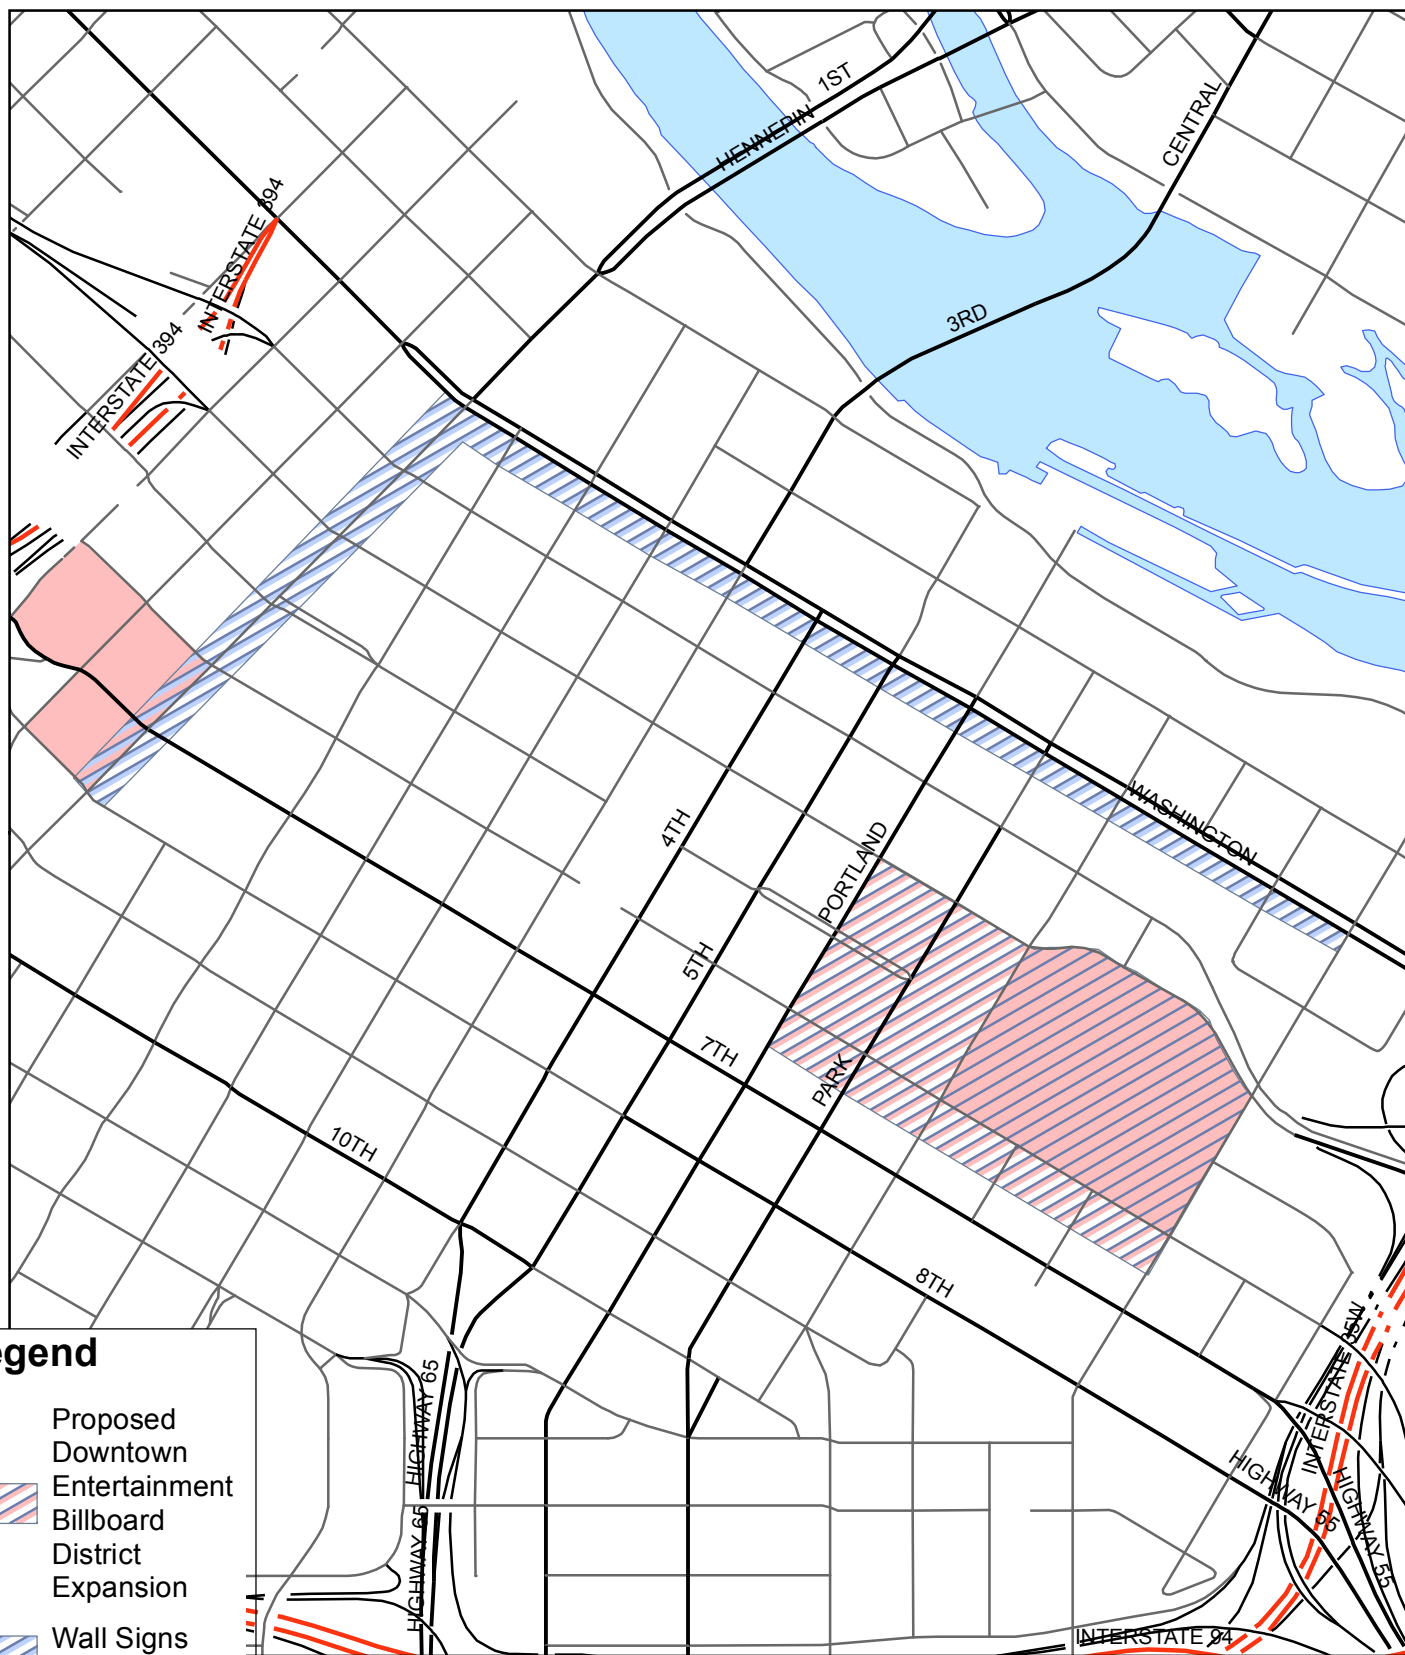 1ST
HENNEPIN
CENTRAL
INTERSTATE 394
3RD
INTERSTATE 394
WASHINGTON
4TH
PORTLAND
5TH
7TH
PARK
10TH
8TH
INTERSTATE 35W
HIGHWAY 65
HIGHWAY 55
HIGHWAY 55
HIGHWAY 65
INTERSTATE 94
egend
Proposed
Downtown
Entertainment
Billboard
District
Expansion
Wall Signs